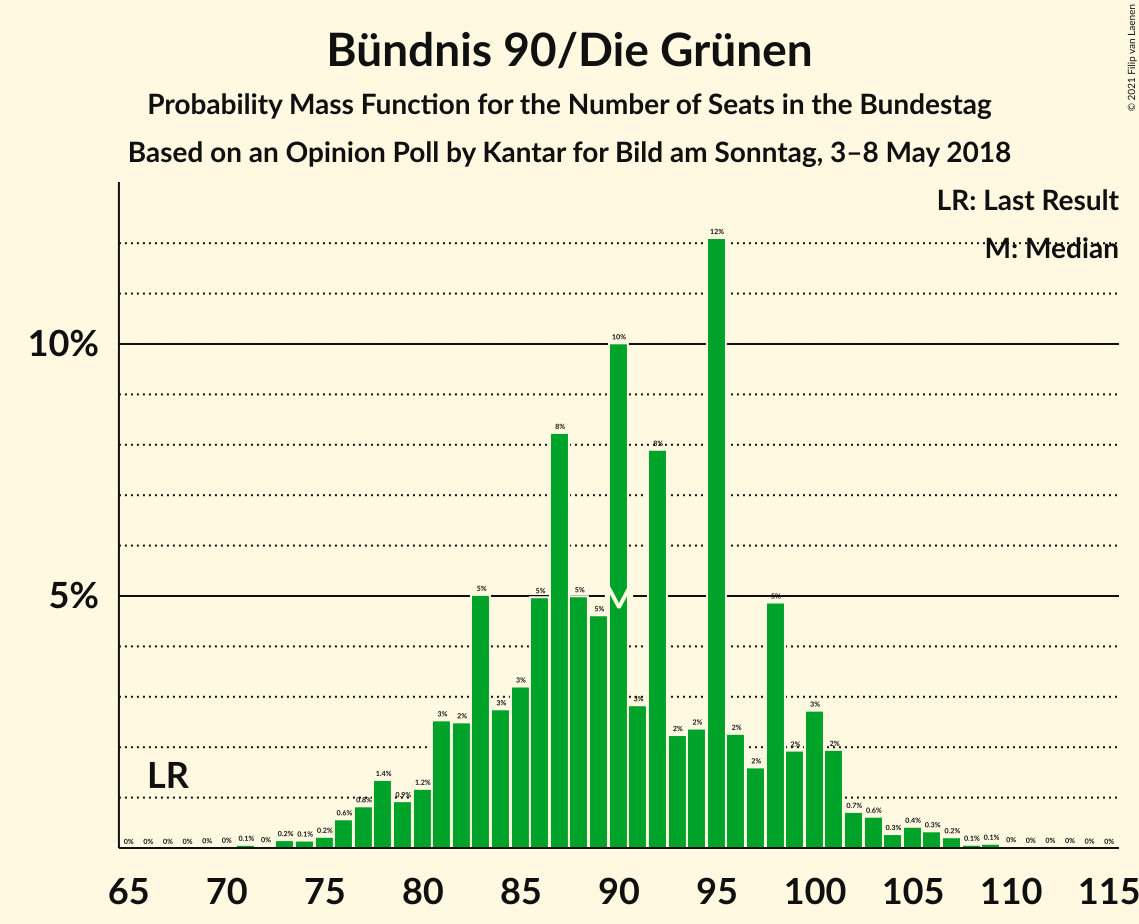 Bündnis 90/Die Grünen
Probability Mass Function for the Number of Seats in the Bundestag
Based on an Opinion Poll by Kantar for Bild am Sonntag, 3–8 May 2018
© 2021 Filip van Laenen
LR: Last Result
M: Median
10%
5%
LR
0% 0% 0% 0% 0% 0% 0.1% 0% 0.2% 0.1% 0.2% 0.6% 0.8% 1.4% 0.9% 1.2% 3% 2% 5% 3% 3% 5% 8% 5% 5% 10% 3% 8% 2% 2% 12% 2% 2% 5% 2% 3% 2% 0.7% 0.6% 0.3% 0.4% 0.3% 0.2% 0.1% 0.1% 0% 0% 0% 0% 0% 0%
65 70 75 80 85 90 95 100 105 110 115